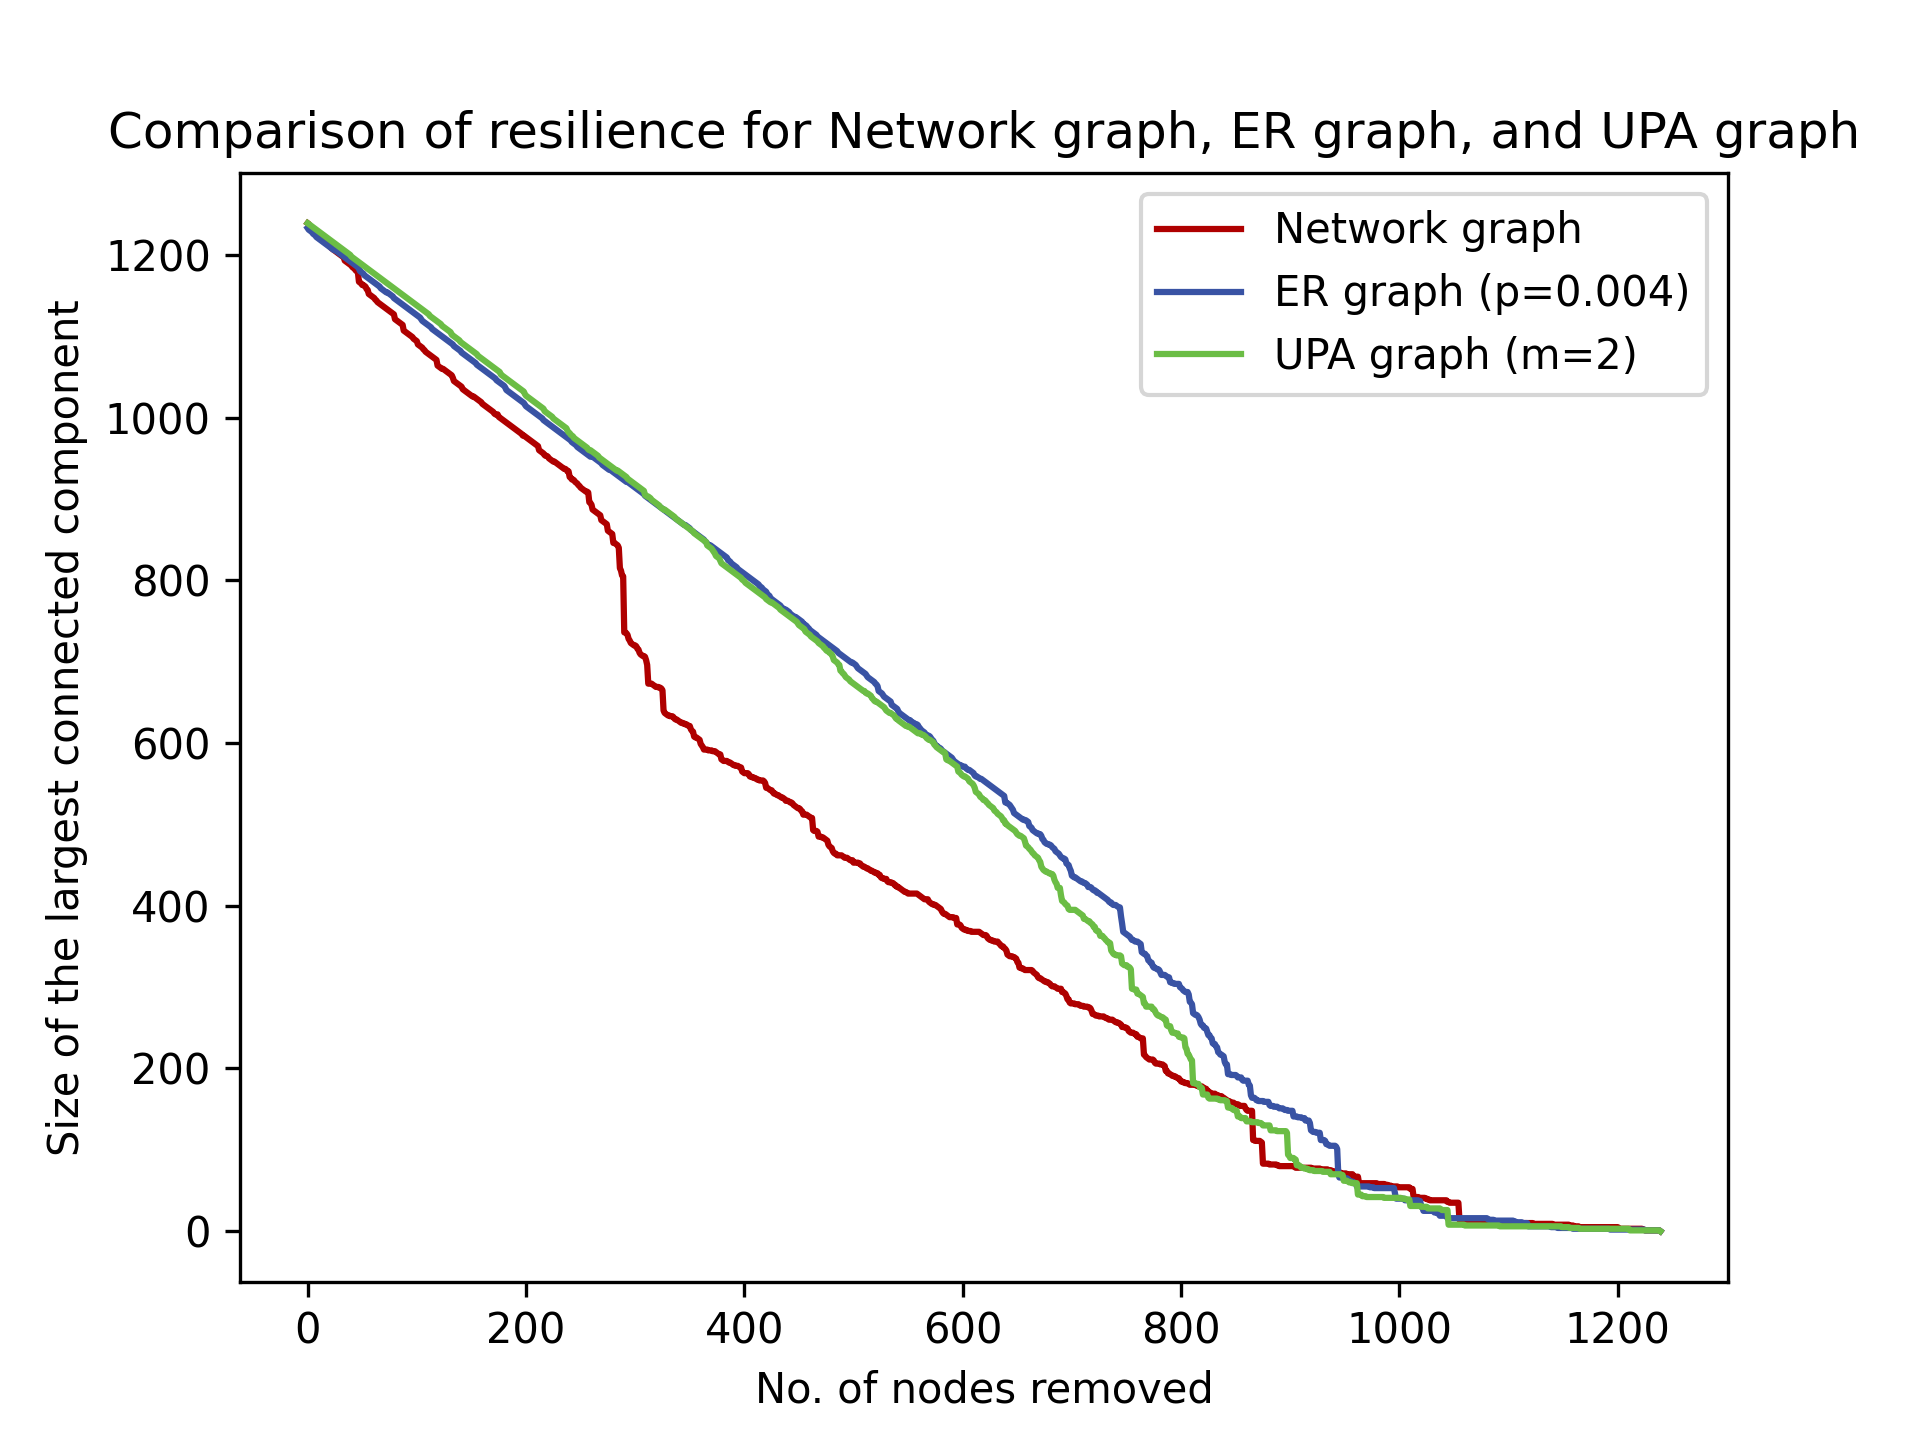 Comparison of resilience for Network graph, ER graph, and UPA graph
Network graph
ER graph (p=0.004)
UPA graph (m=2)
Size of the largest connected component
1200
1000
800
600
400
200
0
0 200 400 600 800 1000 1200
No. of nodes removed